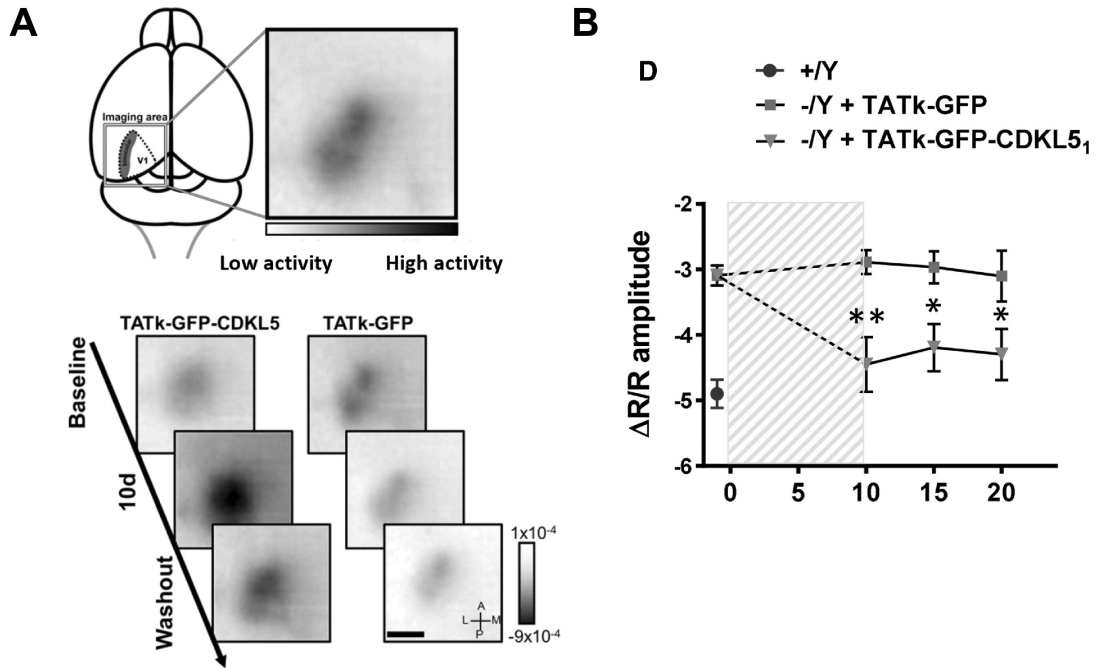 A
Imaging area
V1
Low activity
High activity
TATk-GFP-CDKL5
TATk-GFP
Baseline
10d
Washout
1x10-4
-9x10-4
A
L
M
P
B
D
+/Y
-/Y + TATk-GFP
-/Y + TATk-GFP-CDKL51
ΔR/R amplitude
-2
-3
-4
-5
-6
**
*
*
0
5
10
15
20